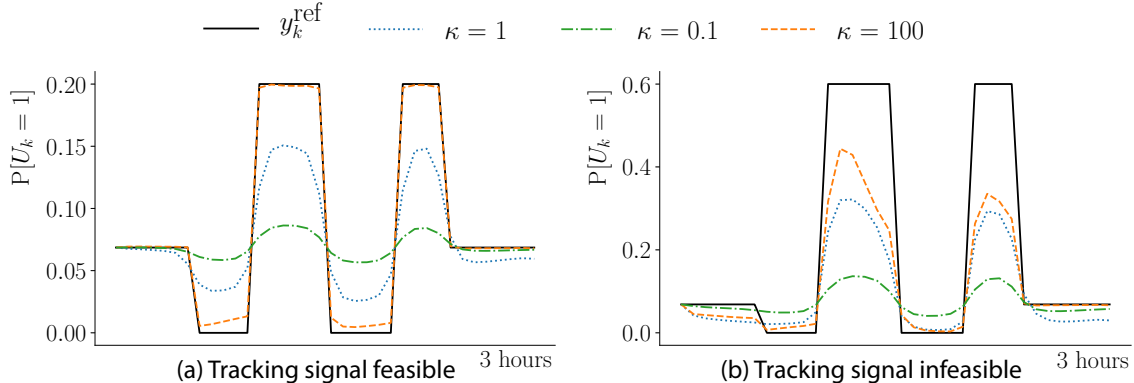 y_k^ref κ = 1 κ = 0.1 κ = 100
P[U_k = 1]
0.20
0.15
0.10
0.05
0.00
3 hours
(a) Tracking signal feasible
P[U_k = 1]
0.6
0.4
0.2
0.0
3 hours
(b) Tracking signal infeasible